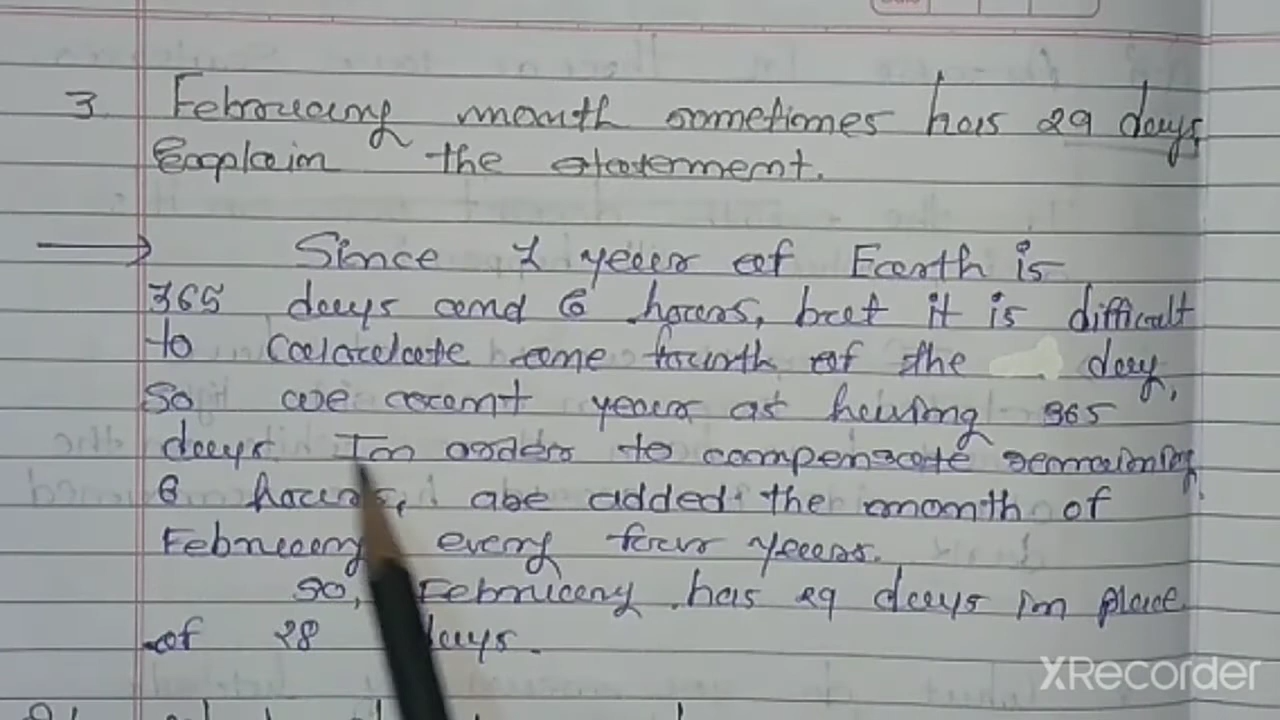 3. February month sometimes has 29 days
Explain the statement.
Since 1 year of Earth is
365 days and 6 hours, but it is difficult
to calculate one fourth of the day,
So we count years as having 365
days In order to compensate remaining
6 hours, are added the month of
February every four years.
so, February has 29 days in place
of 28 days.
XRecorder